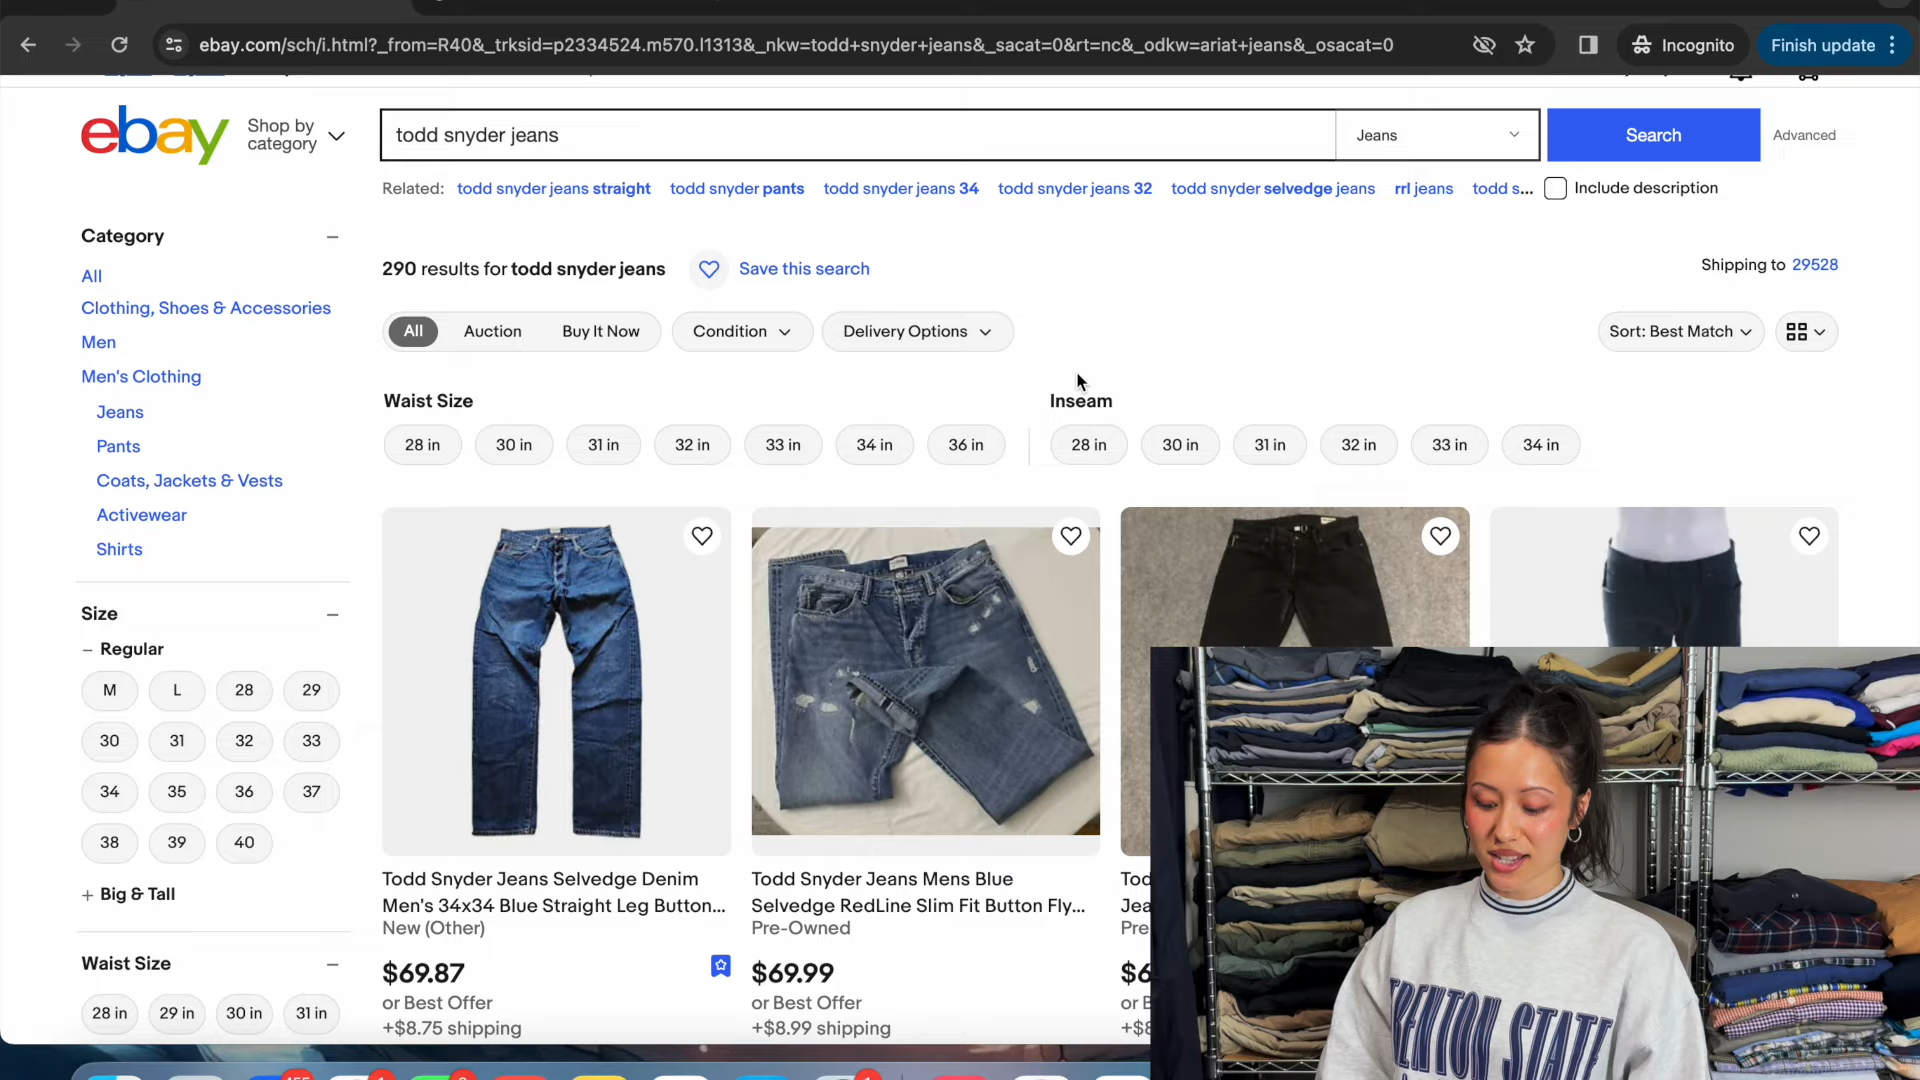 ebay.com/sch/i.html?_from=R40&_trksid=p2334524.m570.l1313&_nkw=todd+snyder+jeans&_sacat=0&rt=nc&_odkw=ariat+jeans&_osacat=0
Incognito
Finish update
ebay
Shop by category
todd snyder jeans
Jeans
Search
Advanced
Related: todd snyder jeans straight todd snyder pants todd snyder jeans 34 todd snyder jeans 32 todd snyder selvedge jeans rrl jeans todd s...
Include description
Category
All
Clothing, Shoes & Accessories
Men
Men's Clothing
Jeans
Pants
Coats, Jackets & Vests
Activewear
Shirts
Size
– Regular
M L 28 29
30 31 32 33
34 35 36 37
38 39 40
+ Big & Tall
Waist Size
28 in 29 in 30 in 31 in
290 results for todd snyder jeans
Save this search
Shipping to 29528
All Auction Buy It Now
Condition
Delivery Options
Sort: Best Match
Waist Size
28 in 30 in 31 in 32 in 33 in 34 in 36 in
Inseam
28 in 30 in 31 in 32 in 33 in 34 in
Todd Snyder Jeans Selvedge Denim
Men's 34x34 Blue Straight Leg Button...
New (Other)
$69.87
or Best Offer
+$8.75 shipping
Todd Snyder Jeans Mens Blue
Selvedge RedLine Slim Fit Button Fly...
Pre-Owned
$69.99
or Best Offer
+$8.99 shipping
TRENTON STATE